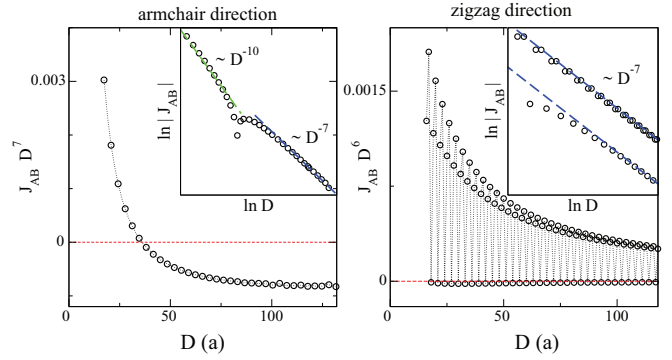 armchair direction
zigzag direction
J_AB D^7
0.003
0
0
50
100
D (a)
ln | J_AB |
ln D
~ D^-10
~ D^-7
J_AB D^6
0.0015
0
0
50
100
D (a)
ln | J_AB |
ln D
~ D^-7